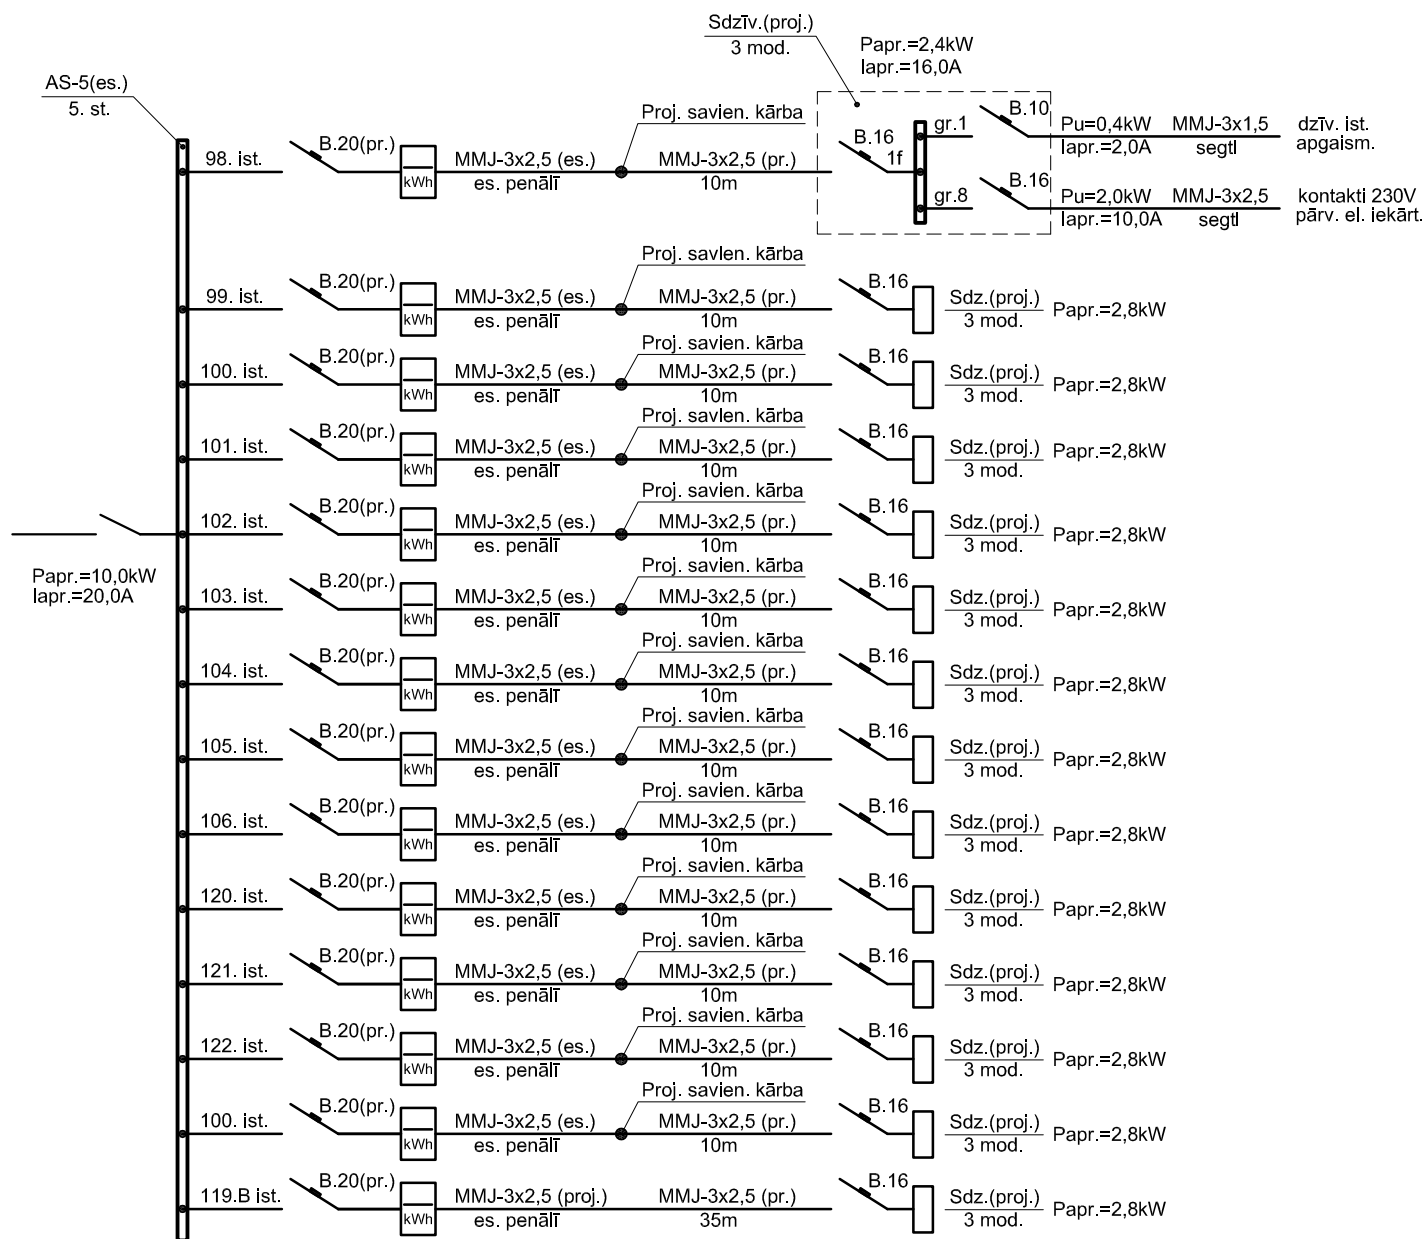 Sdzīv.(proj.)
3 mod.
Papr.=2,4kW
Iapr.=16,0A
AS-5(es.)
5. st.
98. ist.
B.20(pr.)
kWh
MMJ-3x2,5 (es.)
es. penālī
Proj. savien. kārba
MMJ-3x2,5 (pr.)
10m
B.16
1f
gr.1
B.10
Pu=0,4kW
Iapr.=2,0A
MMJ-3x1,5
segtl
dzīv. ist.
apgaism.
gr.8
B.16
Pu=2,0kW
Iapr.=10,0A
MMJ-3x2,5
segtl
kontakti 230V
pārv. el. iekārt.
99. ist.
B.20(pr.)
kWh
MMJ-3x2,5 (es.)
es. penālī
Proj. savlen. kārba
MMJ-3x2,5 (pr.)
10m
B.16
Sdz.(proj.)
3 mod.
Papr.=2,8kW
100. ist.
B.20(pr.)
kWh
MMJ-3x2,5 (es.)
es. penālī
Proj. savien. kārba
MMJ-3x2,5 (pr.)
10m
B.16
Sdz.(proj.)
3 mod.
Papr.=2,8kW
101. ist.
B.20(pr.)
kWh
MMJ-3x2,5 (es.)
es. penālī
Proj. savlen. kārba
MMJ-3x2,5 (pr.)
10m
B.16
Sdz.(proj.)
3 mod.
Papr.=2,8kW
102. ist.
B.20(pr.)
kWh
MMJ-3x2,5 (es.)
es. penālī
Proj. savien. kārba
MMJ-3x2,5 (pr.)
10m
B.16
Sdz.(proj.)
3 mod.
Papr.=2,8kW
Papr.=10,0kW
Iapr.=20,0A
103. ist.
B.20(pr.)
kWh
MMJ-3x2,5 (es.)
es. penālī
Proj. savien. kārba
MMJ-3x2,5 (pr.)
10m
B.16
Sdz.(proj.)
3 mod.
Papr.=2,8kW
104. ist.
B.20(pr.)
kWh
MMJ-3x2,5 (es.)
es. penālī
Proj. savien. kārba
MMJ-3x2,5 (pr.)
10m
B.16
Sdz.(proj.)
3 mod.
Papr.=2,8kW
105. ist.
B.20(pr.)
kWh
MMJ-3x2,5 (es.)
es. penālī
Proj. savien. kārba
MMJ-3x2,5 (pr.)
10m
B.16
Sdz.(proj.)
3 mod.
Papr.=2,8kW
106. ist.
B.20(pr.)
kWh
MMJ-3x2,5 (es.)
es. penālī
Proj. savien. kārba
MMJ-3x2,5 (pr.)
10m
B.16
Sdz.(proj.)
3 mod.
Papr.=2,8kW
120. ist.
B.20(pr.)
kWh
MMJ-3x2,5 (es.)
es. penālī
Proj. savien. kārba
MMJ-3x2,5 (pr.)
10m
B.16
Sdz.(proj.)
3 mod.
Papr.=2,8kW
121. ist.
B.20(pr.)
kWh
MMJ-3x2,5 (es.)
es. penālī
Proj. savien. kārba
MMJ-3x2,5 (pr.)
10m
B.16
Sdz.(proj.)
3 mod.
Papr.=2,8kW
122. ist.
B.20(pr.)
kWh
MMJ-3x2,5 (es.)
es. penālī
Proj. savien. kārba
MMJ-3x2,5 (pr.)
10m
B.16
Sdz.(proj.)
3 mod.
Papr.=2,8kW
100. ist.
B.20(pr.)
kWh
MMJ-3x2,5 (es.)
es. penālī
Proj. savien. kārba
MMJ-3x2,5 (pr.)
10m
B.16
Sdz.(proj.)
3 mod.
Papr.=2,8kW
119.B ist.
B.20(pr.)
kWh
MMJ-3x2,5 (proj.)
es. penālī
MMJ-3x2,5 (pr.)
35m
B.16
Sdz.(proj.)
3 mod.
Papr.=2,8kW